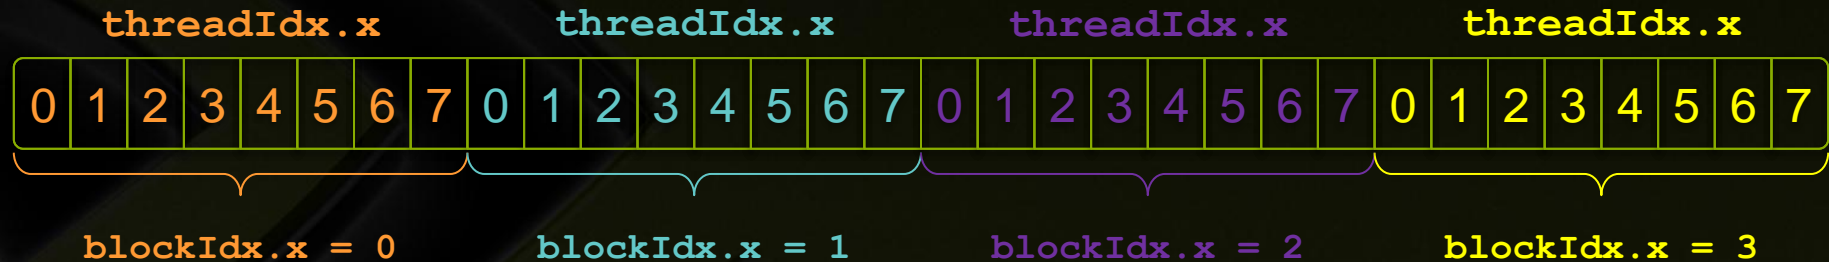 threadIdx.x threadIdx.x threadIdx.x threadIdx.x
0 1 2 3 4 5 6 7 0 1 2 3 4 5 6 7 0 1 2 3 4 5 6 7 0 1 2 3 4 5 6 7
blockIdx.x = 0 blockIdx.x = 1 blockIdx.x = 2 blockIdx.x = 3